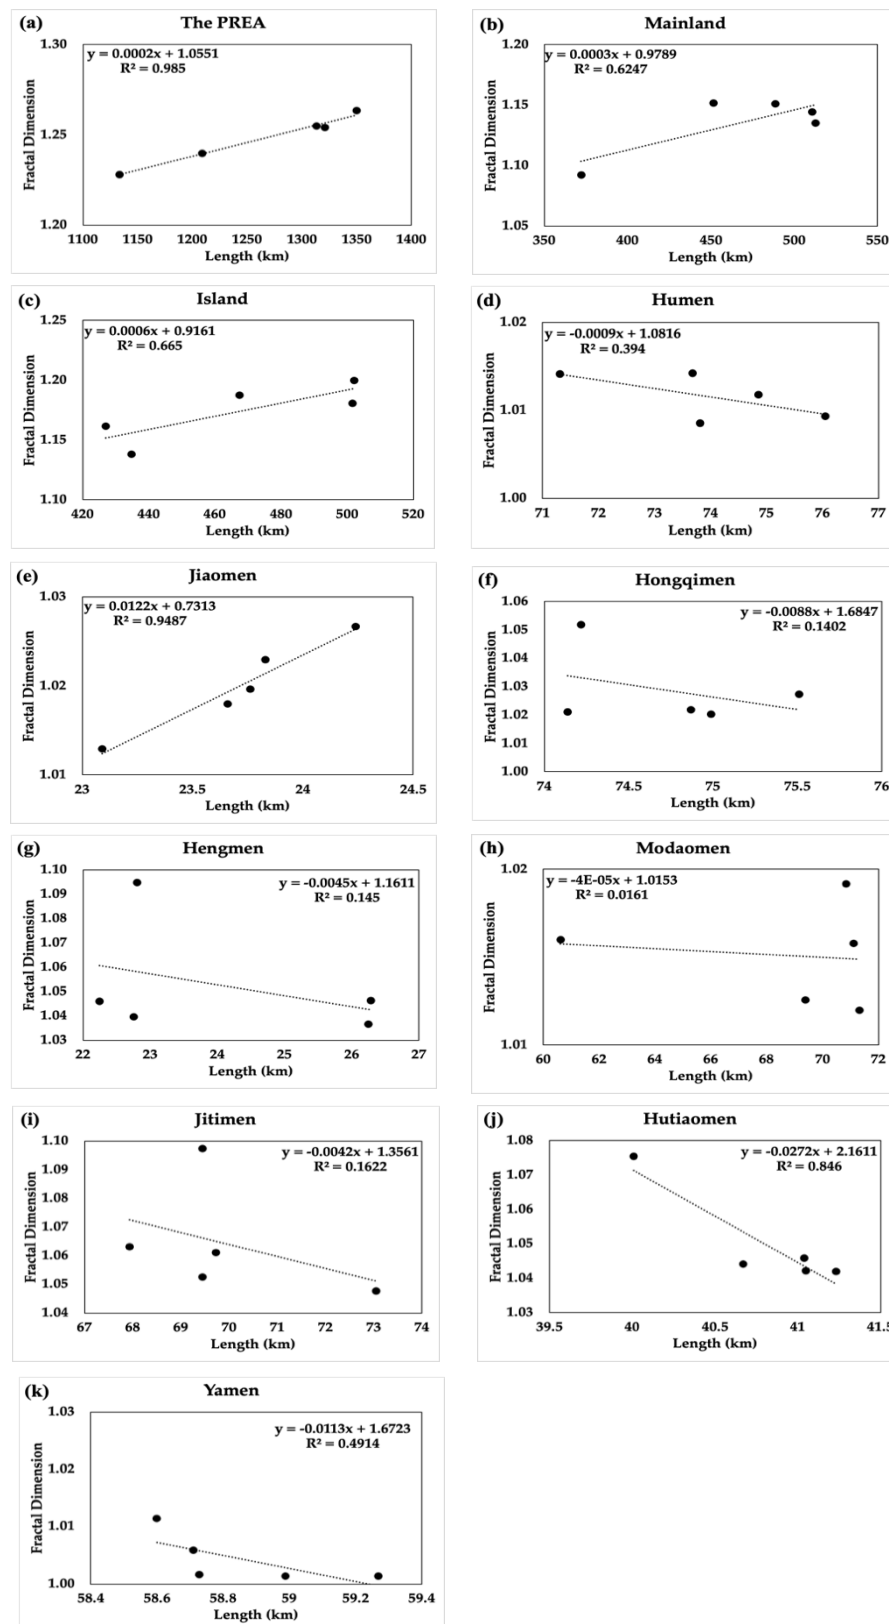 (a) The PREA
y = 0.0002x + 1.0551
R² = 0.985
Fractal Dimension
1.30
1.25
1.20
1100 1150 1200 1250 1300 1350 1400
Length (km)
(b) Mainland
y = 0.0003x + 0.9789
R² = 0.6247
Fractal Dimension
1.20
1.15
1.10
1.05
350 400 450 500 550
Length (km)
(c) Island
y = 0.0006x + 0.9161
R² = 0.665
Fractal Dimension
1.25
1.20
1.15
1.10
420 440 460 480 500 520
Length (km)
(d) Humen
y = -0.0009x + 1.0816
R² = 0.394
Fractal Dimension
1.02
1.01
1.00
71 72 73 74 75 76 77
Length (km)
(e) Jiaomen
y = 0.0122x + 0.7313
R² = 0.9487
Fractal Dimension
1.03
1.02
1.01
23 23.5 24 24.5
Length (km)
(f) Hongqimen
y = -0.0088x + 1.6847
R² = 0.1402
Fractal Dimension
1.06
1.05
1.04
1.03
1.02
1.01
1.00
74 74.5 75 75.5 76
Length (km)
(g) Hengmen
y = -0.0045x + 1.1611
R² = 0.145
Fractal Dimension
1.10
1.09
1.08
1.07
1.06
1.05
1.04
1.03
22 23 24 25 26 27
Length (km)
(h) Modaomen
y = -4E-05x + 1.0153
R² = 0.0161
Fractal Dimension
1.02
1.01
60 62 64 66 68 70 72
Length (km)
(i) Jitimen
y = -0.0042x + 1.3561
R² = 0.1622
Fractal Dimension
1.10
1.09
1.08
1.07
1.06
1.05
1.04
67 68 69 70 71 72 73 74
Length (km)
(j) Hutiaomen
y = -0.0272x + 2.1611
R² = 0.846
Fractal Dimension
1.08
1.07
1.06
1.05
1.04
1.03
39.5 40 40.5 41 41.5
Length (km)
(k) Yamen
y = -0.0113x + 1.6723
R² = 0.4914
Fractal Dimension
1.03
1.02
1.01
1.00
58.4 58.6 58.8 59 59.2 59.4
Length (km)